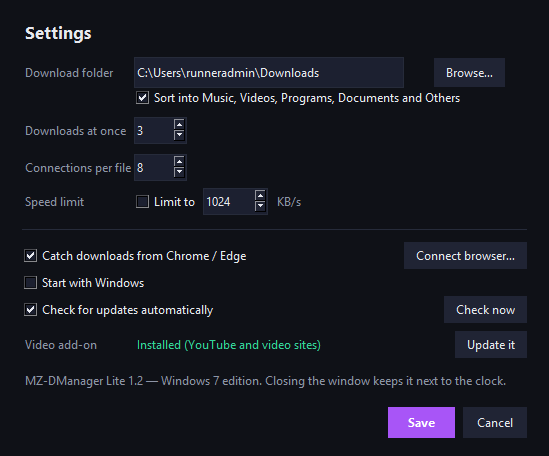 Settings
Download folder C:\Users\runneradmin\Downloads Browse...
Sort into Music, Videos, Programs, Documents and Others
Downloads at once 3
Connections per file 8
Speed limit Limit to 1024 KB/s
Catch downloads from Chrome / Edge Connect browser...
Start with Windows
Check for updates automatically Check now
Video add-on Installed (YouTube and video sites) Update it
MZ-DManager Lite 1.2 — Windows 7 edition. Closing the window keeps it next to the clock.
Save Cancel